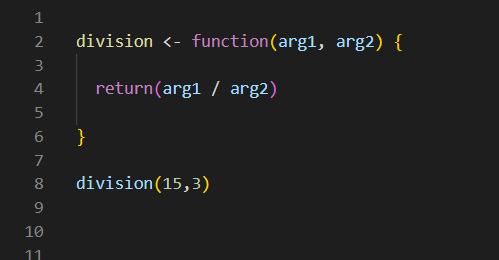 1
2 division <- function(arg1, arg2) {
3
4 return(arg1 / arg2)
5
6 }
7
8 division(15,3)
9
10
11